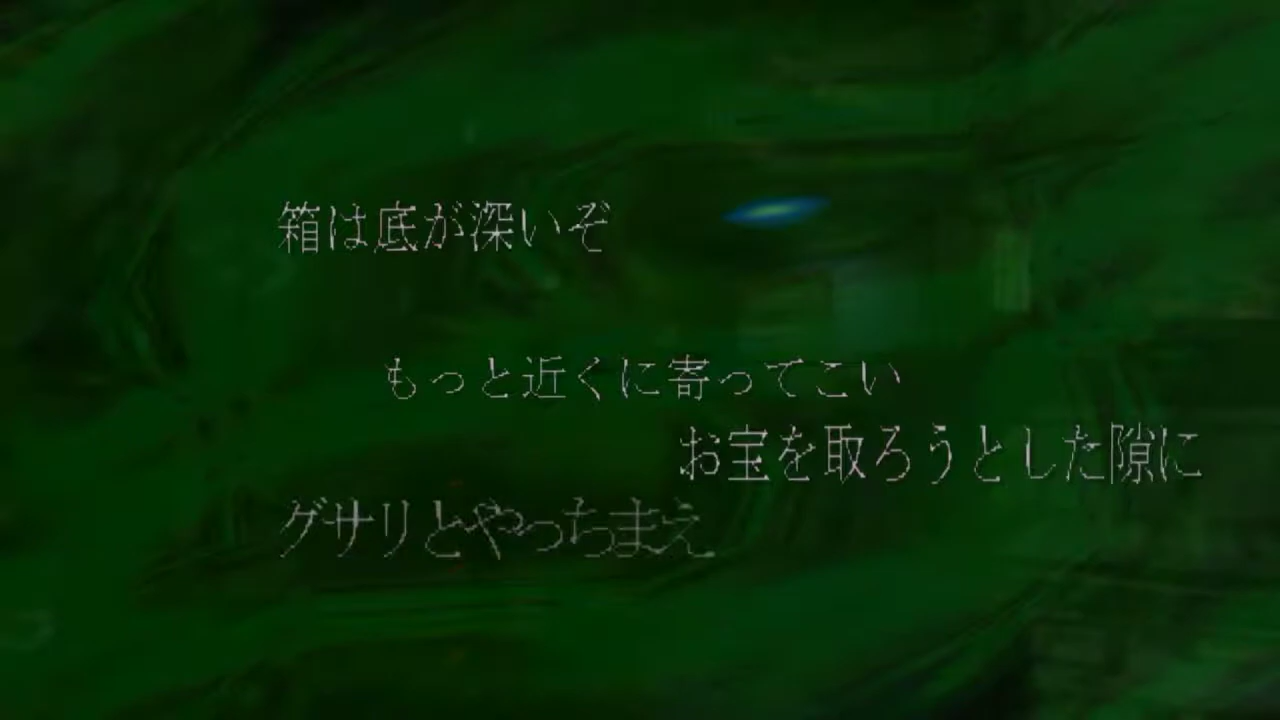 箱は底が深いぞ
もっと近くに寄ってこい
お宝を取ろうとした隙に
グサリとやっちまえ